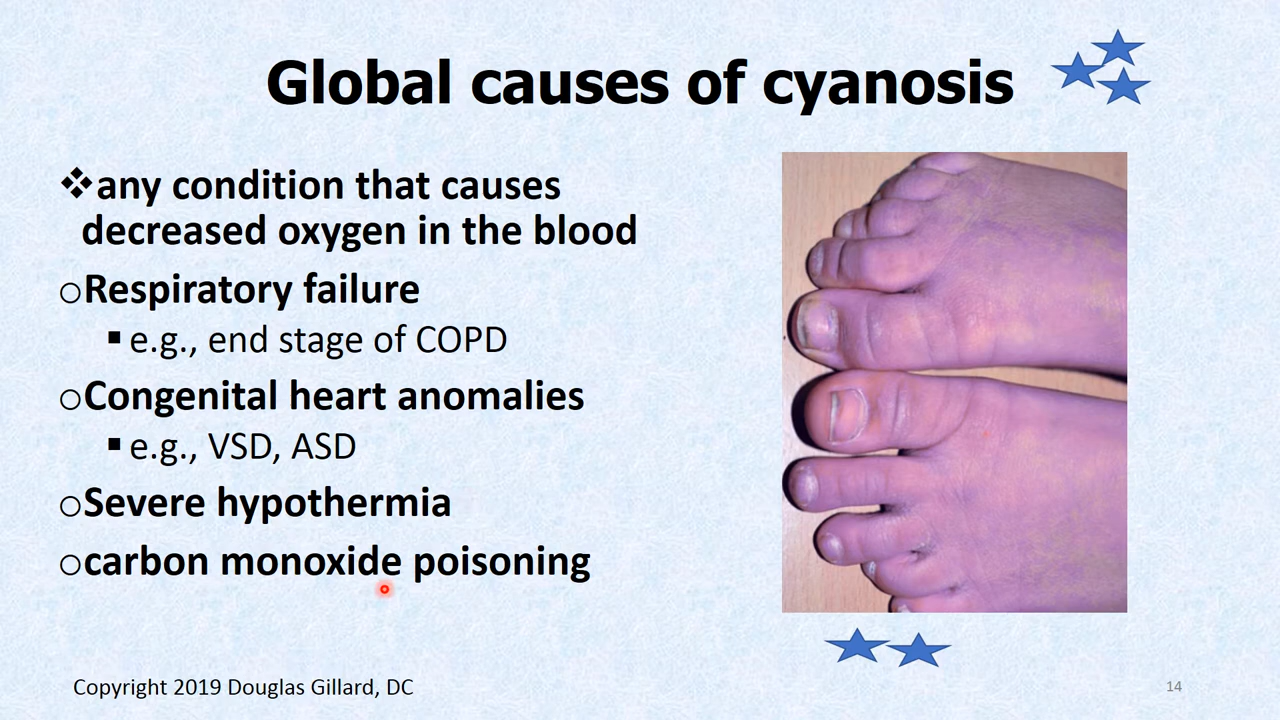 Global causes of cyanosis
❖any condition that causes
decreased oxygen in the blood
○Respiratory failure
▪e.g., end stage of COPD
○Congenital heart anomalies
▪e.g., VSD, ASD
○Severe hypothermia
○carbon monoxide poisoning
Copyright 2019 Douglas Gillard, DC
14